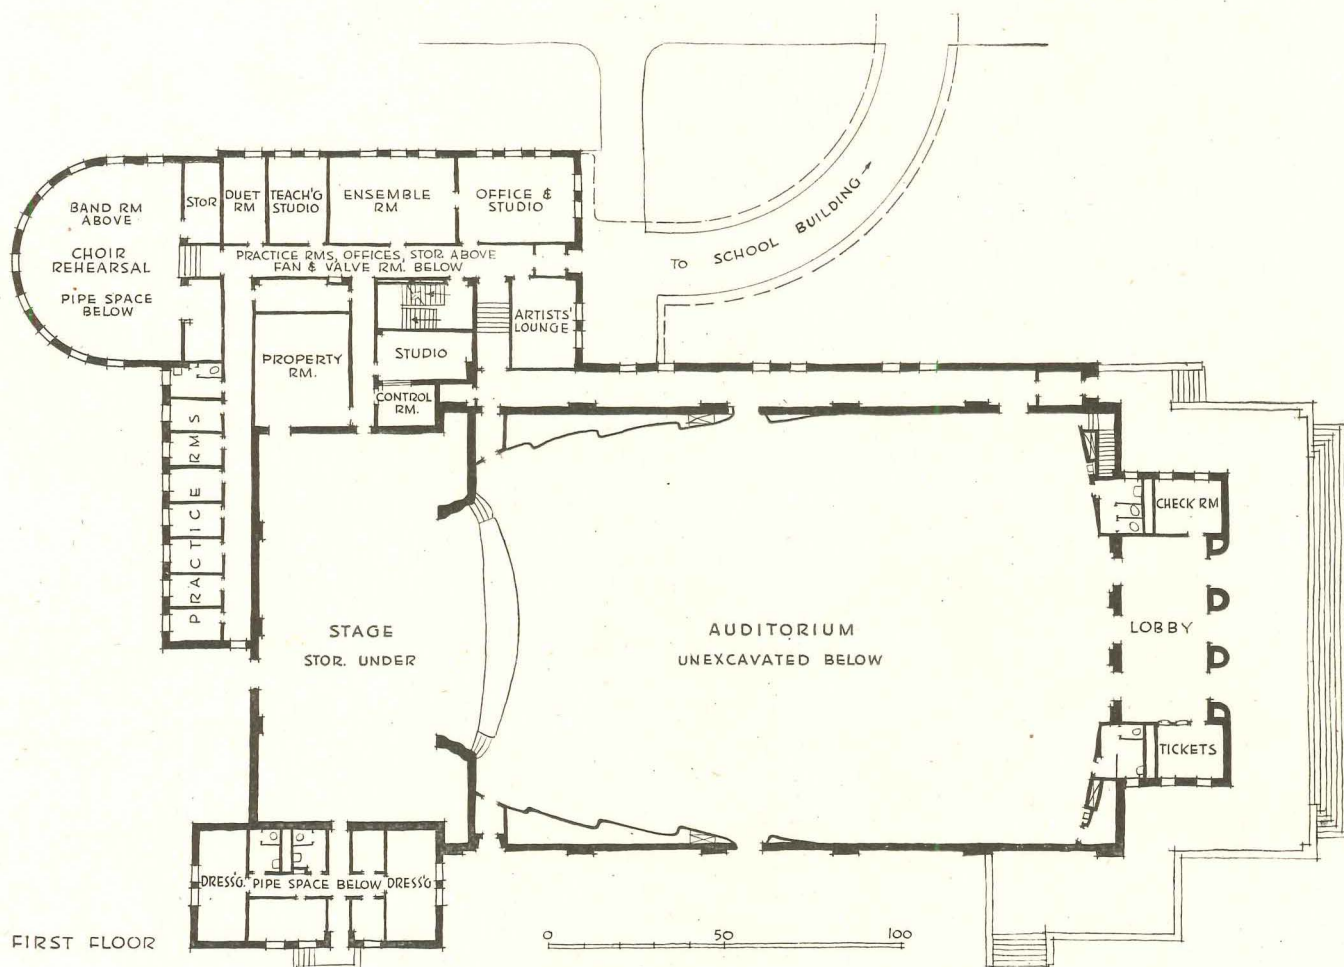 TO SCHOOL BUILDING
BAND RM
ABOVE
CHOIR
REHEARSAL
PIPE SPACE
BELOW
STOR
DUET
RM
TEACH'G
STUDIO
ENSEMBLE
RM
OFFICE &
STUDIO
PRACTICE RMS, OFFICES, STOR. ABOVE
FAN & VALVE RM. BELOW
ARTISTS'
LOUNGE
PROPERTY
RM.
STUDIO
CONTROL
RM.
PRACTICE RMS
STAGE
STOR. UNDER
AUDITORIUM
UNEXCAVATED BELOW
CHECK RM
LOBBY
TICKETS
DRESS'G.
PIPE SPACE BELOW
DRESS'G
FIRST FLOOR
0 50 100